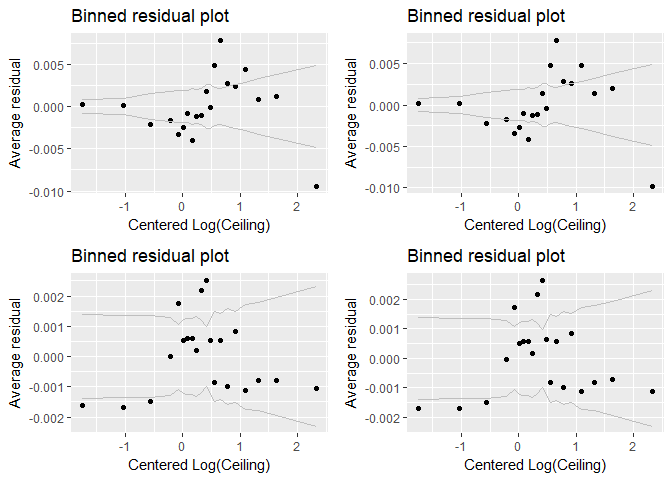 Binned residual plot
Average residual
0.005
0.000
-0.005
-0.010
-1
0
1
2
Centered Log(Ceiling)
Binned residual plot
Average residual
0.005
0.000
-0.005
-0.010
-1
0
1
2
Centered Log(Ceiling)
Binned residual plot
Average residual
0.002
0.001
0.000
-0.001
-0.002
-1
0
1
2
Centered Log(Ceiling)
Binned residual plot
Average residual
0.002
0.001
0.000
-0.001
-0.002
-1
0
1
2
Centered Log(Ceiling)